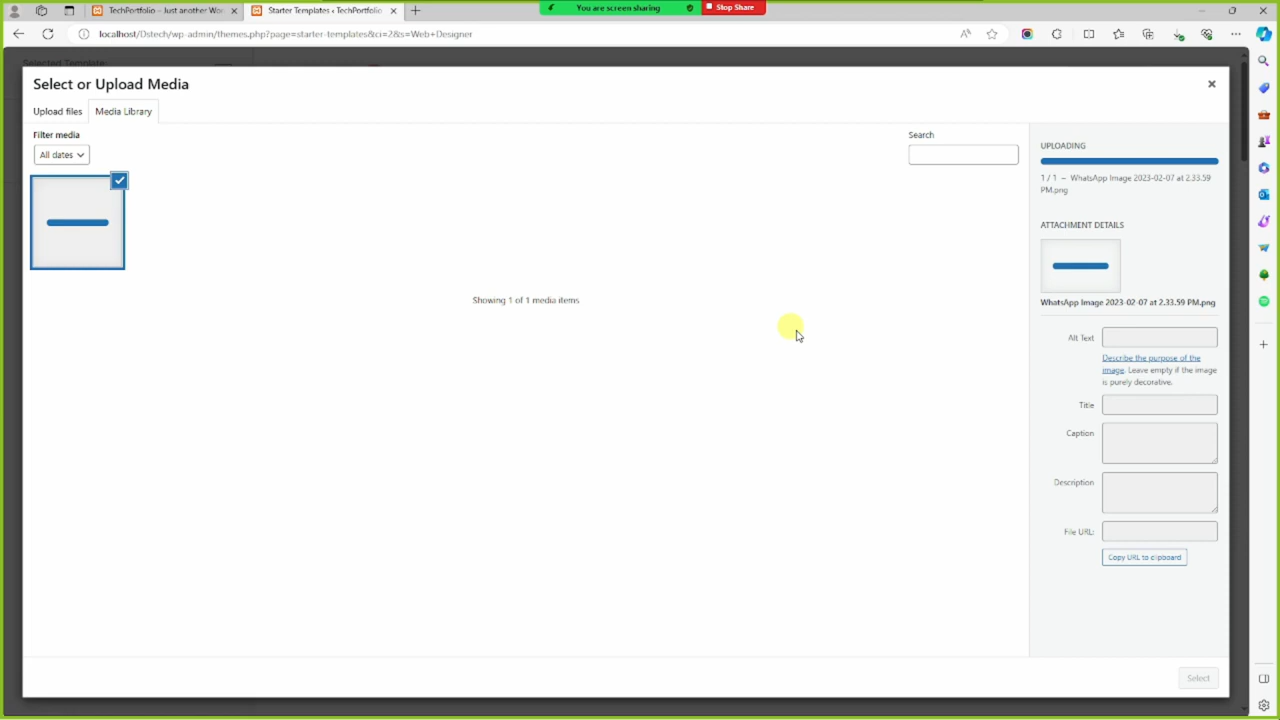 You are screen sharing
Stop Share
TechPortfolio – Just another Wor
Starter Templates ‹ TechPortfolio
localhost/Dstech/wp-admin/themes.php?page=starter-templates&ci=2&s=Web+Designer
Selected Template:
Select or Upload Media
Upload files
Media Library
Filter media
All dates
Search
Showing 1 of 1 media items
UPLOADING
1 / 1 – WhatsApp Image 2023-02-07 at 2.33.59
PM.png
ATTACHMENT DETAILS
WhatsApp Image 2023-02-07 at 2.33.59 PM.png
Alt Text
Describe the purpose of the
image. Leave empty if the image
is purely decorative.
Title
Caption
Description
File URL:
Copy URL to clipboard
Select